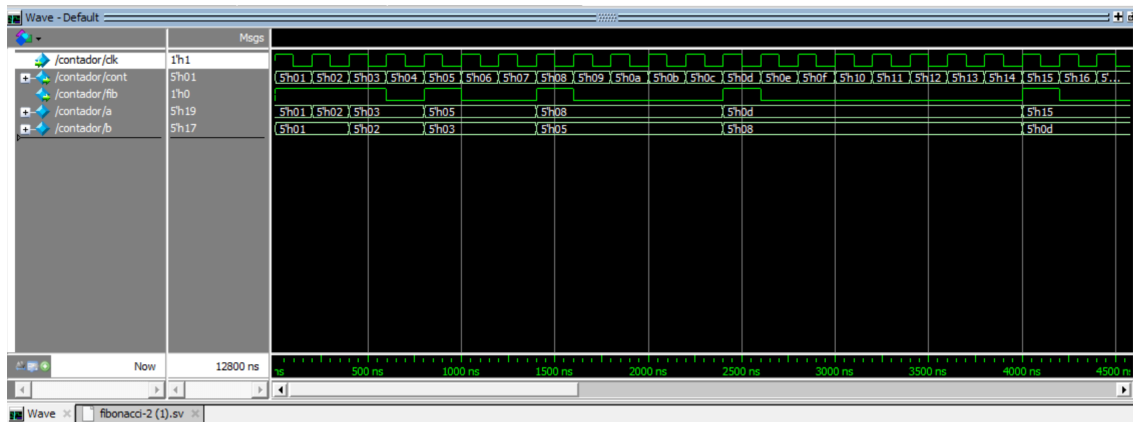 Wave - Default
Msgs
/contador/clk 1'h1
/contador/cont 5'h01 5'h01 5'h02 5'h03 5'h04 5'h05 5'h06 5'h07 5'h08 5'h09 5'h0a 5'h0b 5'h0c 5'h0d 5'h0e 5'h0f 5'h10 5'h11 5'h12 5'h13 5'h14 5'h15 5'h16 5'...
/contador/fib 1'h0
/contador/a 5'h19 5'h01 5'h02 5'h03 5'h05 5'h08 5'h0d 5'h15
/contador/b 5'h17 5'h01 5'h02 5'h03 5'h05 5'h08 5'h0d
Now 12800 ns ns 500 ns 1000 ns 1500 ns 2000 ns 2500 ns 3000 ns 3500 ns 4000 ns 4500 n
Wave fibonacci-2 (1).sv